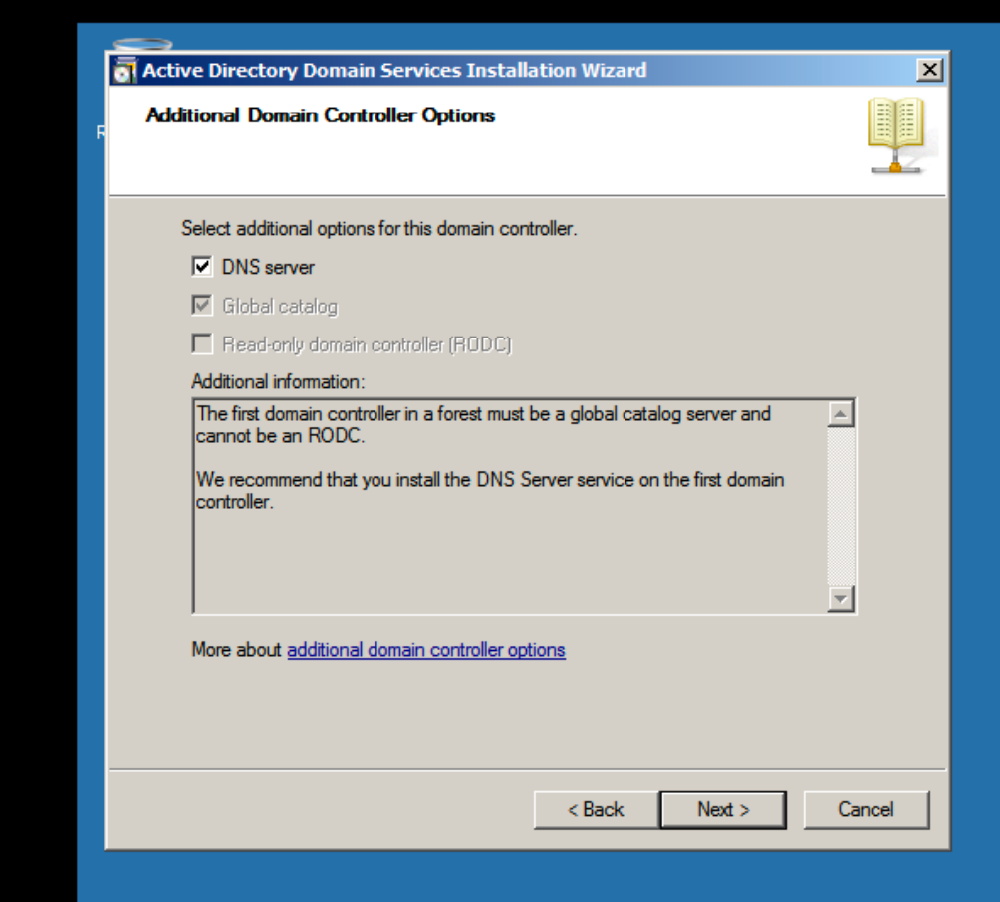 Active Directory Domain Services Installation Wizard
Additional Domain Controller Options
R
Select additional options for this domain controller.
DNS server
Global catalog
Read-only domain controller (RODC)
Additional information:
The first domain controller in a forest must be a global catalog server and
cannot be an RODC.
We recommend that you install the DNS Server service on the first domain
controller.
More about additional domain controller options
< Back
Next >
Cancel